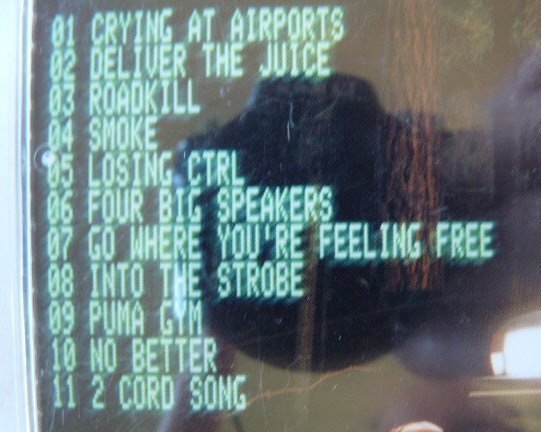 01 CRYING AT AIRPORTS
02 DELIVER THE JUICE
03 ROADKILL
04 SMOKE
05 LOSING CTRL
06 FOUR BIG SPEAKERS
07 GO WHERE YOU'RE FEELING FREE
08 INTO THE STROBE
09 PUMA GYM
10 NO BETTER
11 2 CORD SONG